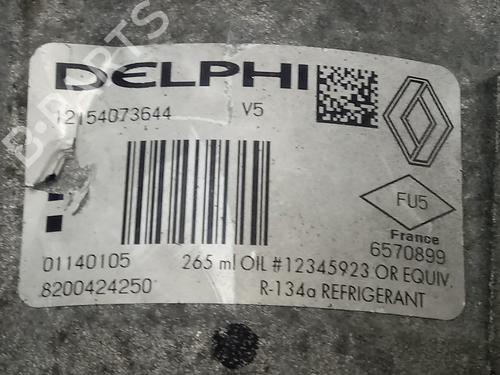 B-PARTS
DELPHI
12154073644 V5
FU5
France
6570899
01140105 265 ml OIL #12345923 OR EQUIV.
8200424250 R-134a REFRIGERANT